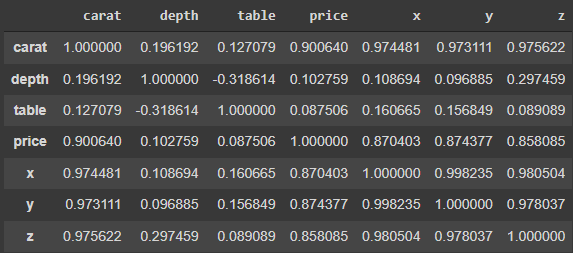 carat depth table price x y z
carat 1.000000 0.196192 0.127079 0.900640 0.974481 0.973111 0.975622
depth 0.196192 1.000000 -0.318614 0.102759 0.108694 0.096885 0.297459
table 0.127079 -0.318614 1.000000 0.087506 0.160665 0.156849 0.089089
price 0.900640 0.102759 0.087506 1.000000 0.870403 0.874377 0.858085
x 0.974481 0.108694 0.160665 0.870403 1.000000 0.998235 0.980504
y 0.973111 0.096885 0.156849 0.874377 0.998235 1.000000 0.978037
z 0.975622 0.297459 0.089089 0.858085 0.980504 0.978037 1.000000